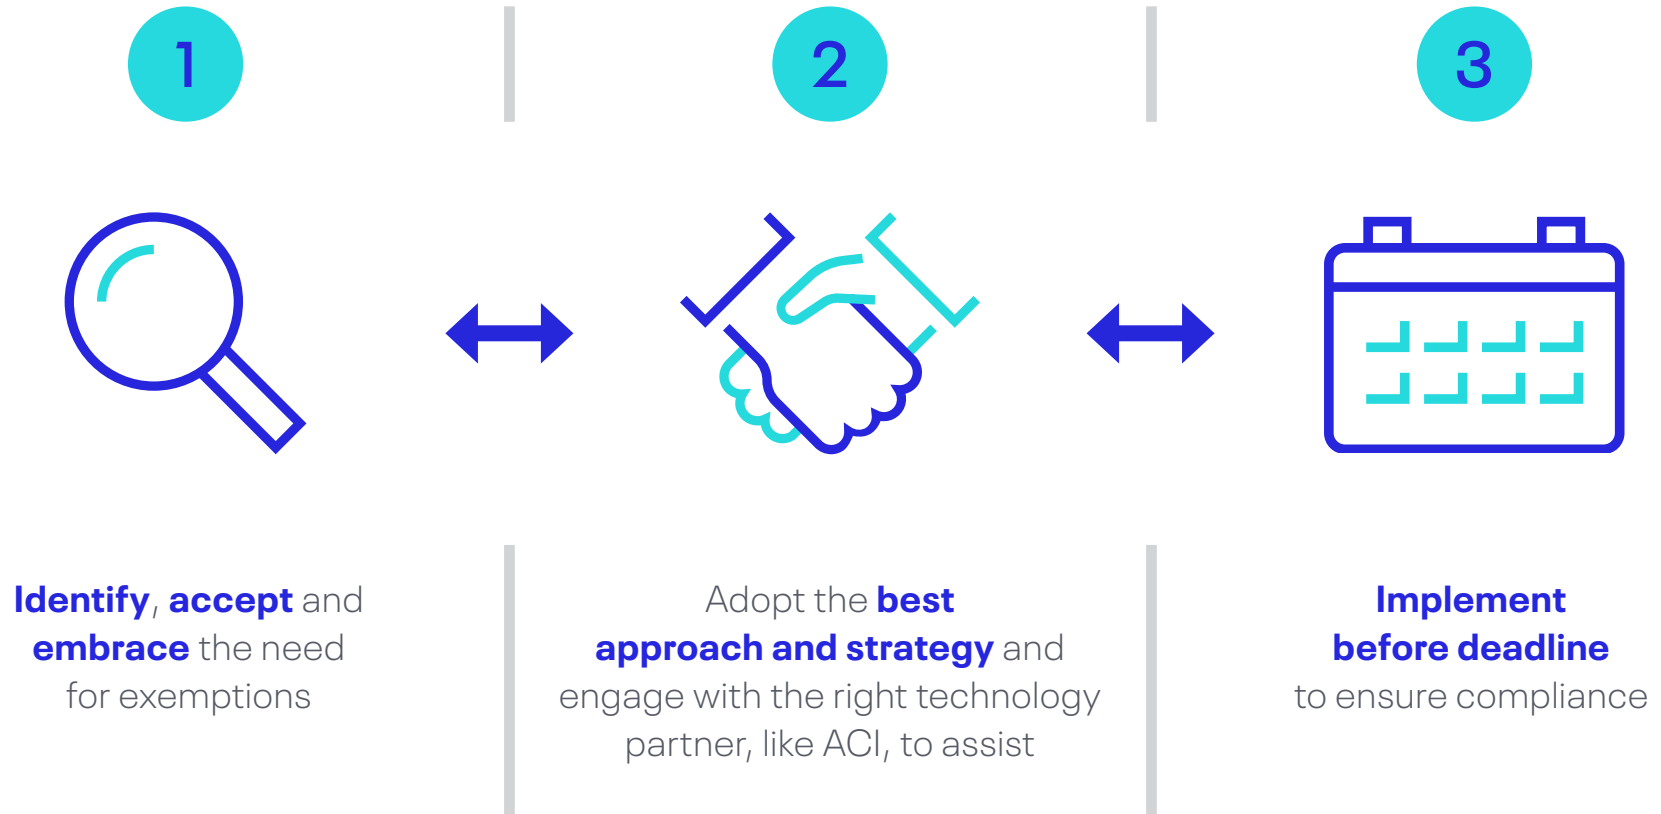 1
2
3
Identify, accept and
embrace the need
for exemptions
Adopt the best
approach and strategy and
engage with the right technology
partner, like ACI, to assist
Implement
before deadline
to ensure compliance